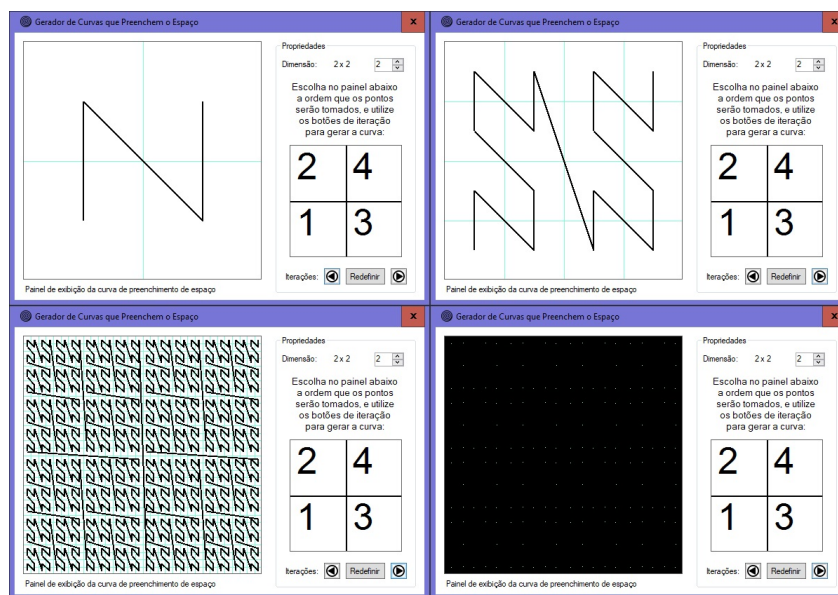 Gerador de Curvas que Preenchem o Espaço x
Propriedades
Dimensão: 2 x 2 2
Escolha no painel abaixo
a ordem que os pontos
serão tomados, e utilize
os botões de iteração
para gerar a curva:
2 4
1 3
Iterações: Redefinir
Painel de exibição da curva de preenchimento de espaço
Gerador de Curvas que Preenchem o Espaço x
Propriedades
Dimensão: 2 x 2 2
Escolha no painel abaixo
a ordem que os pontos
serão tomados, e utilize
os botões de iteração
para gerar a curva:
2 4
1 3
Iterações: Redefinir
Painel de exibição da curva de preenchimento de espaço
Gerador de Curvas que Preenchem o Espaço x
Propriedades
Dimensão: 2 x 2 2
Escolha no painel abaixo
a ordem que os pontos
serão tomados, e utilize
os botões de iteração
para gerar a curva:
2 4
1 3
Iterações: Redefinir
Painel de exibição da curva de preenchimento de espaço
Gerador de Curvas que Preenchem o Espaço x
Propriedades
Dimensão: 2 x 2 2
Escolha no painel abaixo
a ordem que os pontos
serão tomados, e utilize
os botões de iteração
para gerar a curva:
2 4
1 3
Iterações: Redefinir
Painel de exibição da curva de preenchimento de espaço